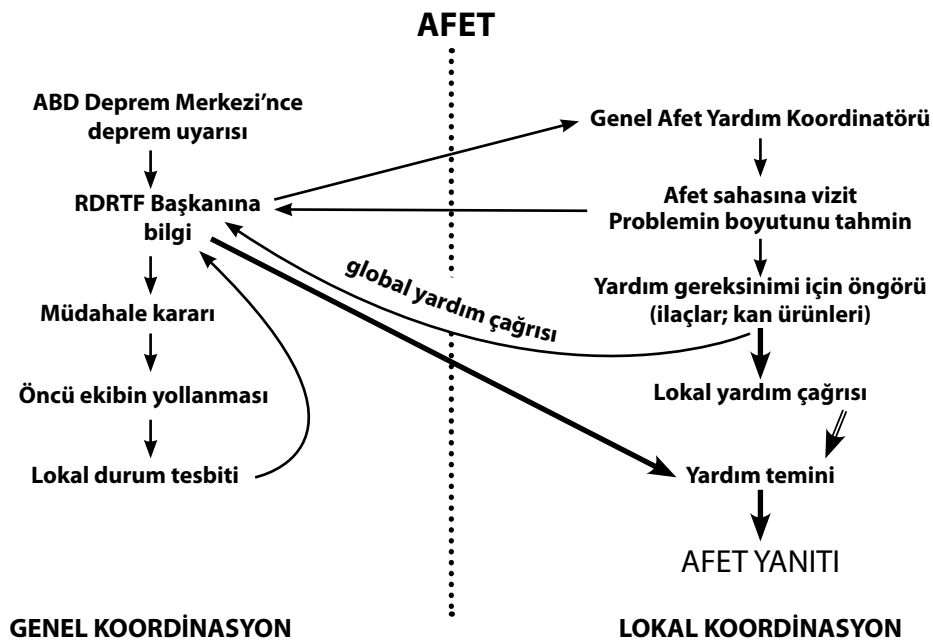 AFET
ABD Deprem Merkezi’nce
deprem uyarısı
RDRTF Başkanına
bilgi
Müdahale kararı
Öncü ekibin yollanması
Lokal durum tesbiti
global yardım çağrısı
Genel Afet Yardım Koordinatörü
Afet sahasına vizit
Problemin boyutunu tahmin
Yardım gereksinimi için öngörü
(ilaçlar; kan ürünleri)
Lokal yardım çağrısı
Yardım temini
AFET YANITI
GENEL KOORDİNASYON
LOKAL KOORDİNASYON